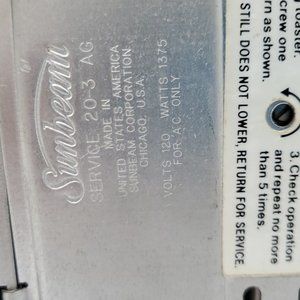 Sunbeam
SERVICE 20-3 AG
MADE IN
UNITED STATES AMERICA
SUNBEAM CORPORATION
CHICAGO, U.S.A.
VOLTS 120 WATTS 1375
FOR A.C. ONLY
toaster.
crew one
rn as shown.
3. Check operation
and repeat no more
than 5 times.
STILL DOES NOT LOWER, RETURN FOR SERVICE